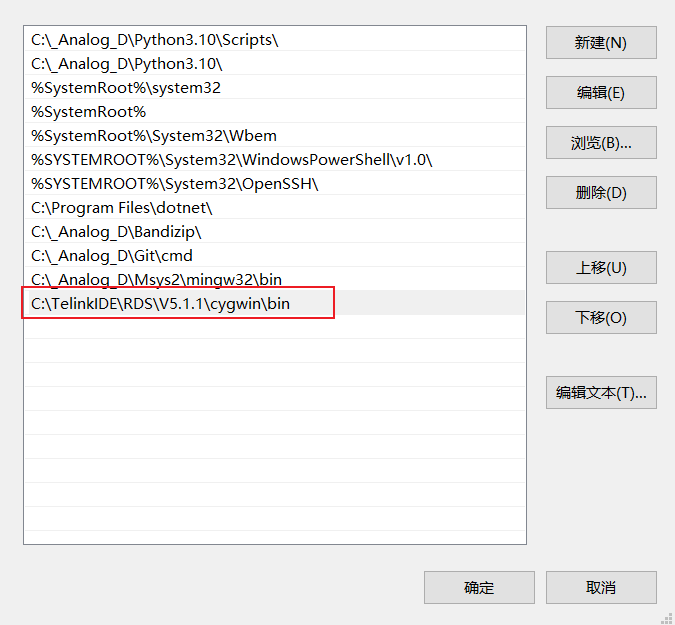 C:\_Analog_D\Python3.10\Scripts\
C:\_Analog_D\Python3.10\
%SystemRoot%\system32
%SystemRoot%
%SystemRoot%\System32\Wbem
%SYSTEMROOT%\System32\WindowsPowerShell\v1.0\
%SYSTEMROOT%\System32\OpenSSH\
C:\Program Files\dotnet\
C:\_Analog_D\Bandizip\
C:\_Analog_D\Git\cmd
C:\_Analog_D\Msys2\mingw32\bin
C:\TelinkIDE\RDS\V5.1.1\cygwin\bin
新建(N)
编辑(E)
浏览(B)...
删除(D)
上移(U)
下移(O)
编辑文本(T)...
确定
取消